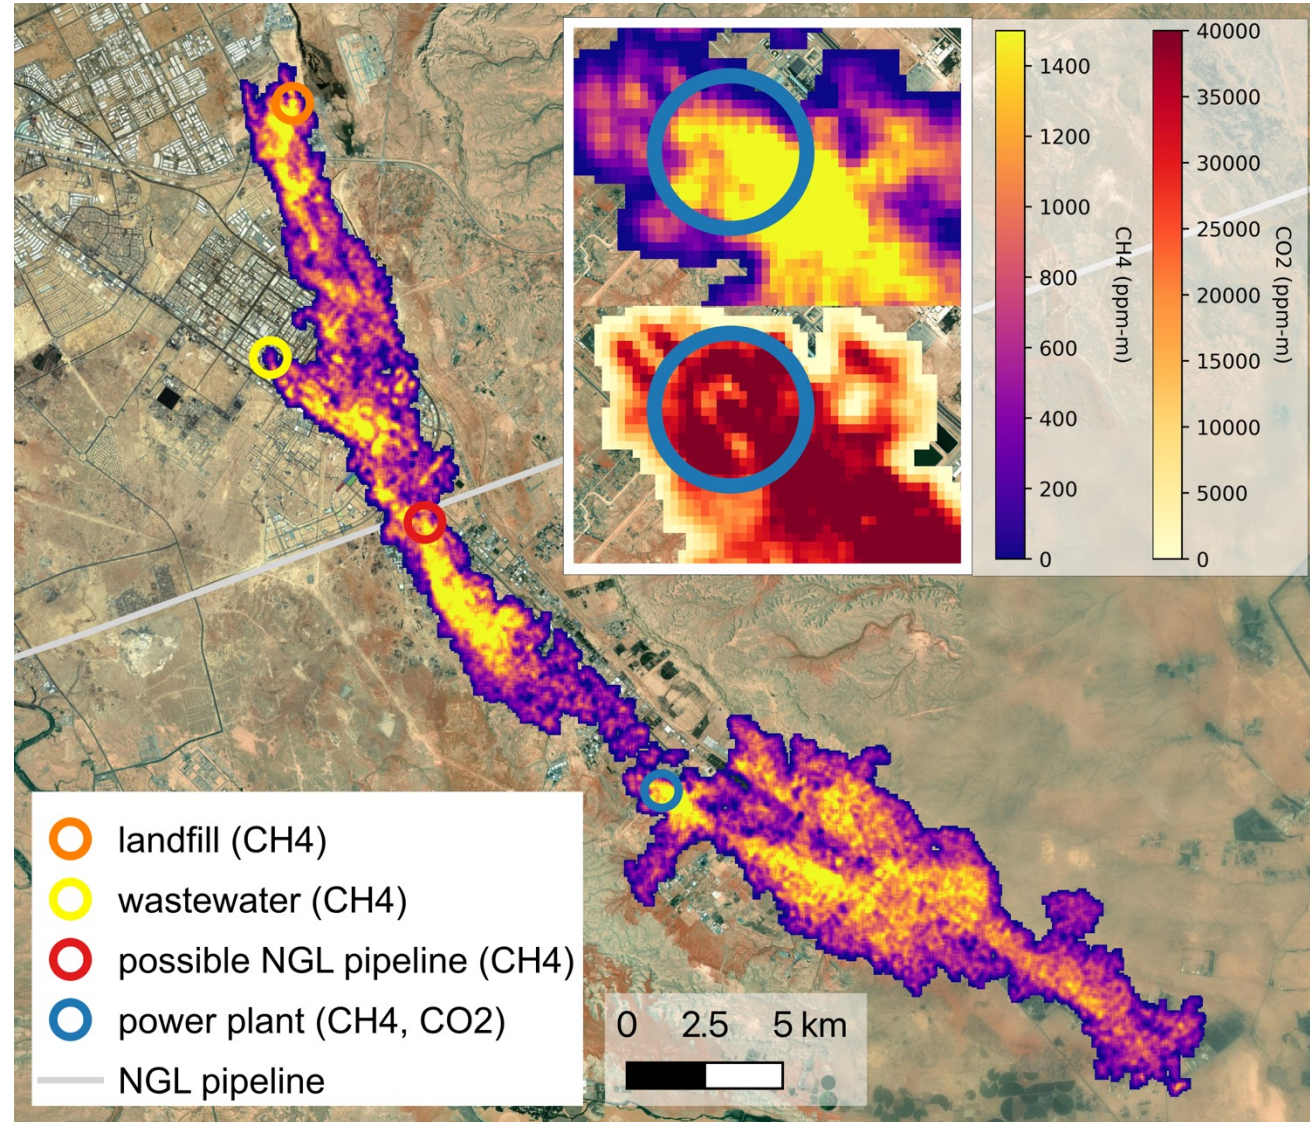 1400
1200
1000
800
600
400
200
0
CH4 (ppm-m)
40000
35000
30000
25000
20000
15000
10000
5000
0
CO2 (ppm-m)
landfill (CH4)
wastewater (CH4)
possible NGL pipeline (CH4)
power plant (CH4, CO2)
NGL pipeline
0 2.5 5 km